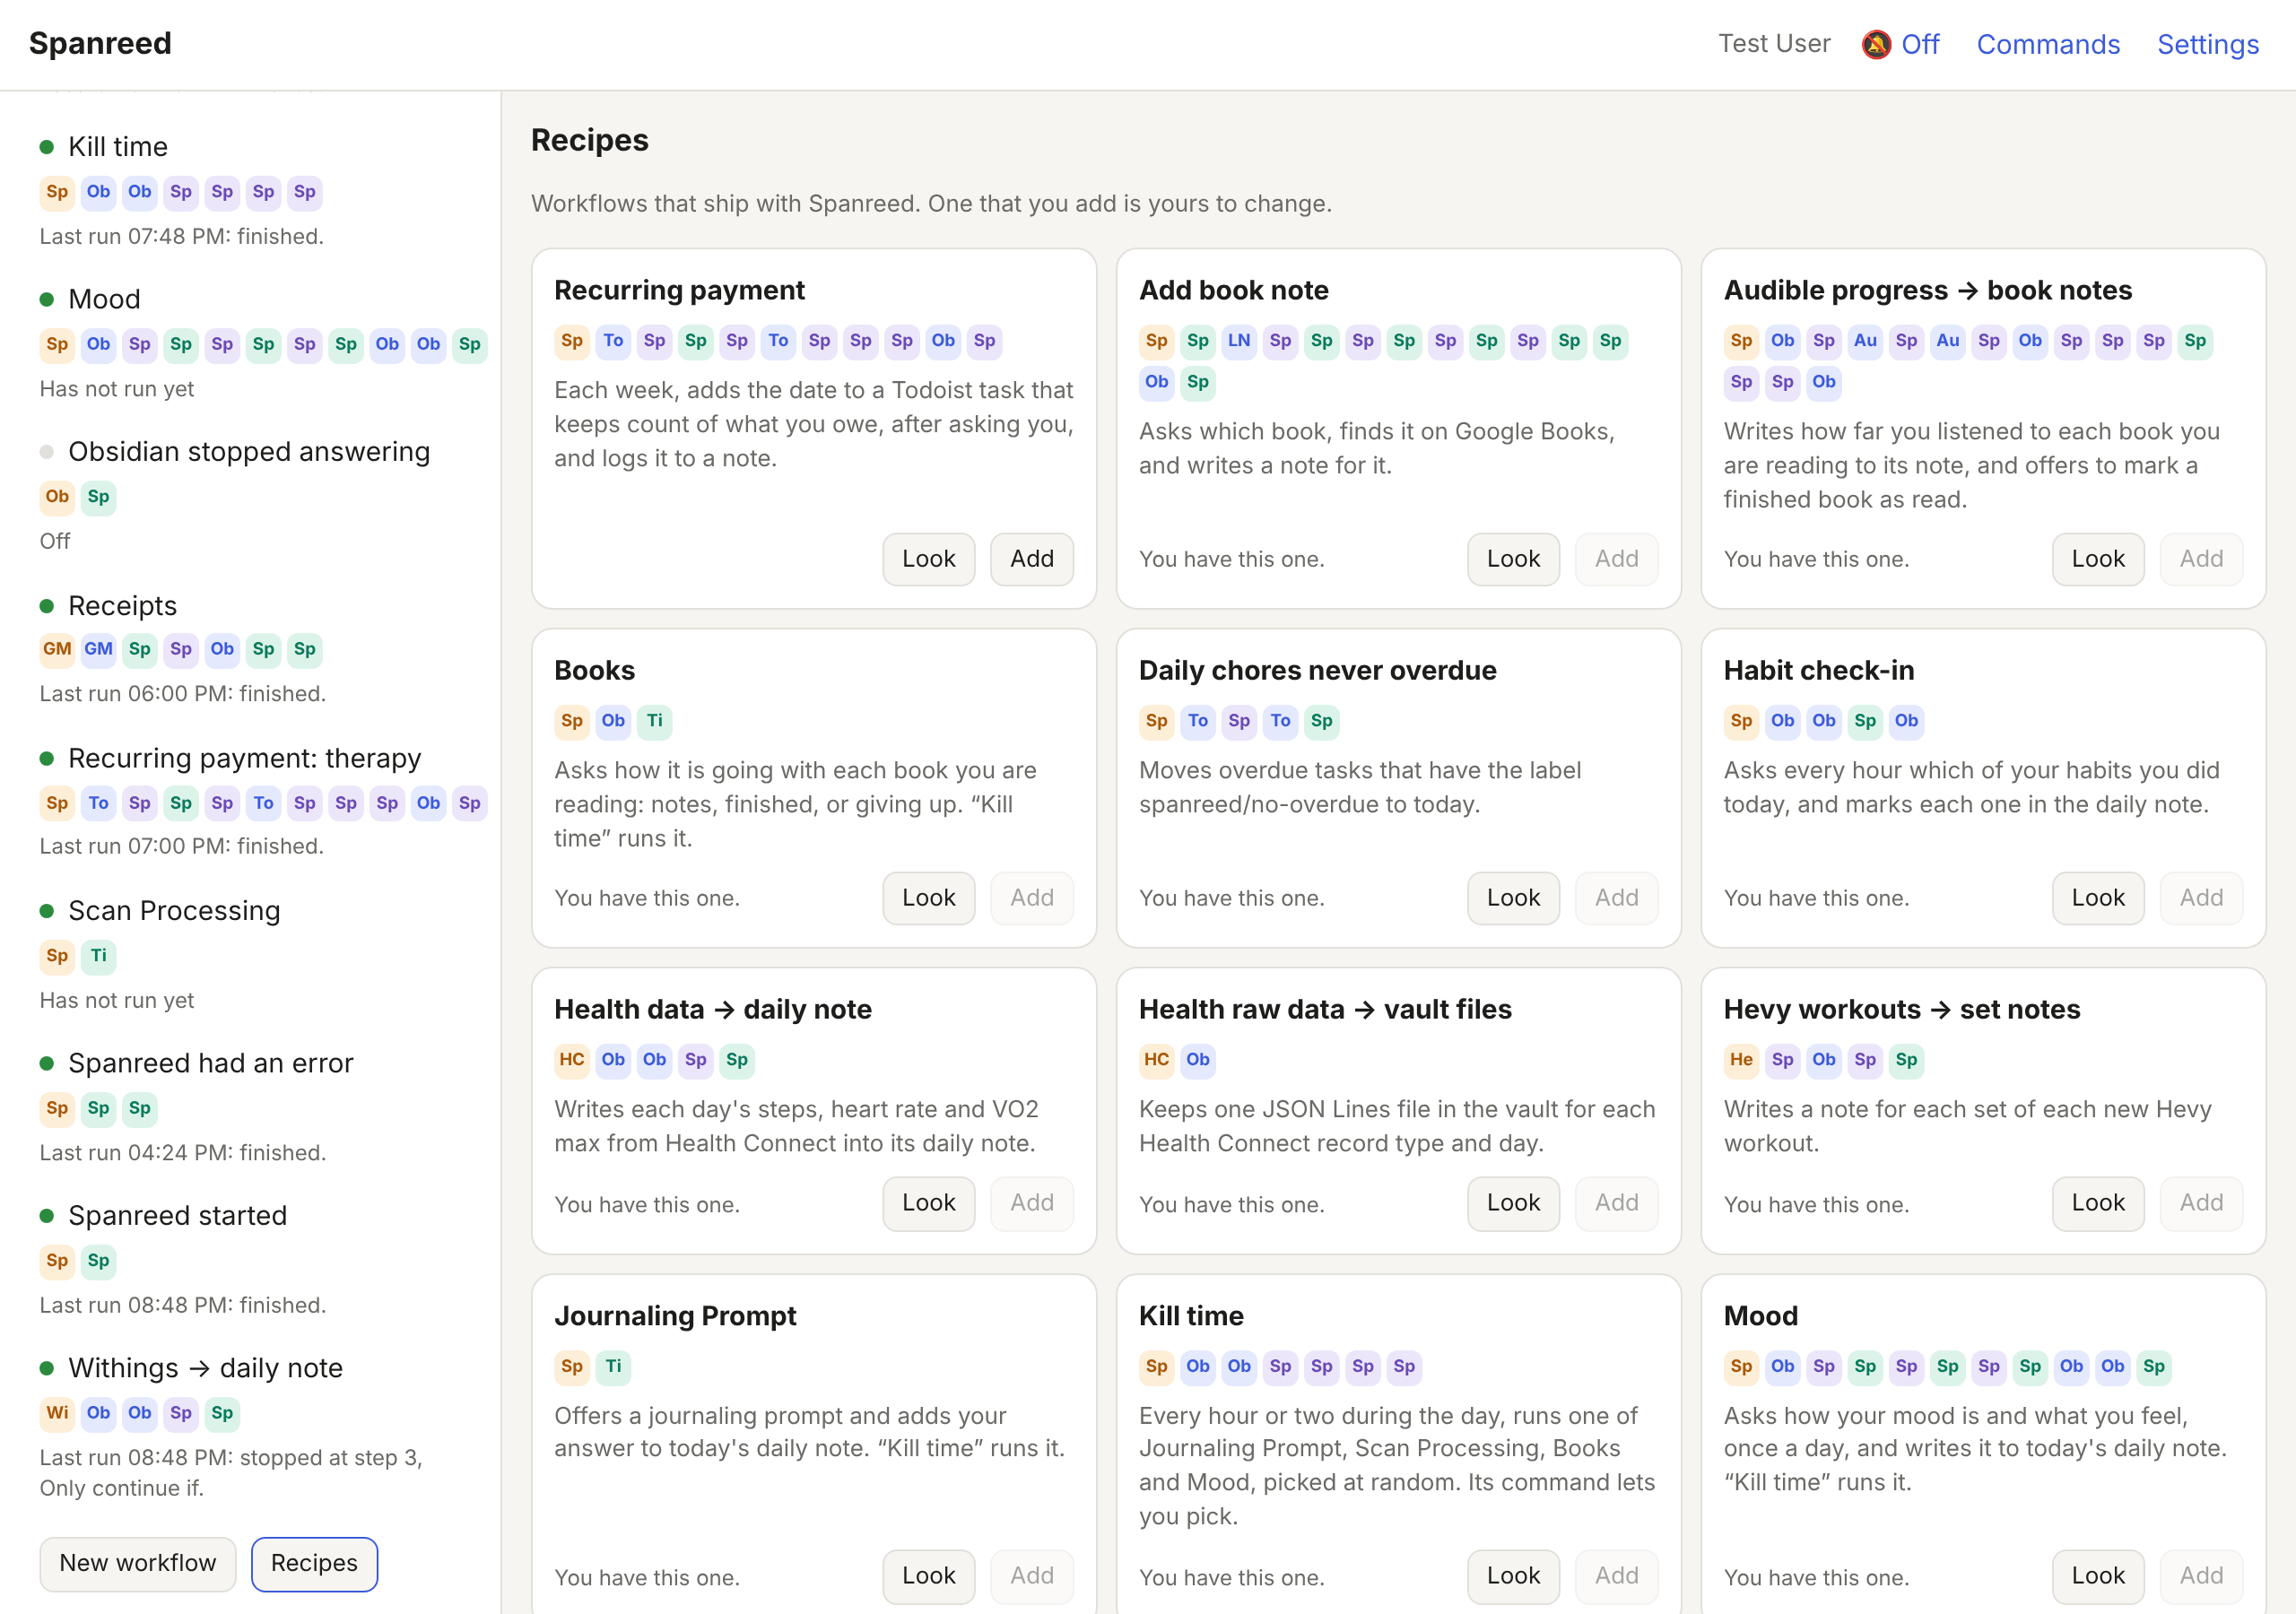 Spanreed
Test User
Off
Commands
Settings
Kill time
Sp Ob Ob Sp Sp Sp Sp
Last run 07:48 PM: finished.
Mood
Sp Ob Sp Sp Sp Sp Sp Sp Ob Ob Sp
Has not run yet
Obsidian stopped answering
Ob Sp
Off
Receipts
GM GM Sp Sp Ob Sp Sp
Last run 06:00 PM: finished.
Recurring payment: therapy
Sp To Sp Sp Sp To Sp Sp Sp Ob Sp
Last run 07:00 PM: finished.
Scan Processing
Sp Ti
Has not run yet
Spanreed had an error
Sp Sp Sp
Last run 04:24 PM: finished.
Spanreed started
Sp Sp
Last run 08:48 PM: finished.
Withings → daily note
Wi Ob Ob Sp Sp
Last run 08:48 PM: stopped at step 3,
Only continue if.
New workflow
Recipes
Recipes
Workflows that ship with Spanreed. One that you add is yours to change.
Recurring payment
Sp To Sp Sp Sp To Sp Sp Sp Ob Sp
Each week, adds the date to a Todoist task that
keeps count of what you owe, after asking you,
and logs it to a note.
Look
Add
Add book note
Sp Sp LN Sp Sp Sp Sp Sp Sp Sp Sp Sp
Ob Sp
Asks which book, finds it on Google Books,
and writes a note for it.
You have this one.
Look
Add
Audible progress → book notes
Sp Ob Sp Au Sp Au Sp Ob Sp Sp Sp Sp
Sp Sp Ob
Writes how far you listened to each book you
are reading to its note, and offers to mark a
finished book as read.
You have this one.
Look
Add
Books
Sp Ob Ti
Asks how it is going with each book you are
reading: notes, finished, or giving up. “Kill
time” runs it.
You have this one.
Look
Add
Daily chores never overdue
Sp To Sp To Sp
Moves overdue tasks that have the label
spanreed/no-overdue to today.
You have this one.
Look
Add
Habit check-in
Sp Ob Ob Sp Ob
Asks every hour which of your habits you did
today, and marks each one in the daily note.
You have this one.
Look
Add
Health data → daily note
HC Ob Ob Sp Sp
Writes each day's steps, heart rate and VO2
max from Health Connect into its daily note.
You have this one.
Look
Add
Health raw data → vault files
HC Ob
Keeps one JSON Lines file in the vault for each
Health Connect record type and day.
You have this one.
Look
Add
Hevy workouts → set notes
He Sp Ob Sp Sp
Writes a note for each set of each new Hevy
workout.
You have this one.
Look
Add
Journaling Prompt
Sp Ti
Offers a journaling prompt and adds your
answer to today's daily note. “Kill time” runs it.
You have this one.
Look
Add
Kill time
Sp Ob Ob Sp Sp Sp Sp
Every hour or two during the day, runs one of
Journaling Prompt, Scan Processing, Books
and Mood, picked at random. Its command lets
you pick.
You have this one.
Look
Add
Mood
Sp Ob Sp Sp Sp Sp Sp Sp Ob Ob Sp
Asks how your mood is and what you feel,
once a day, and writes it to today's daily note.
“Kill time” runs it.
You have this one.
Look
Add